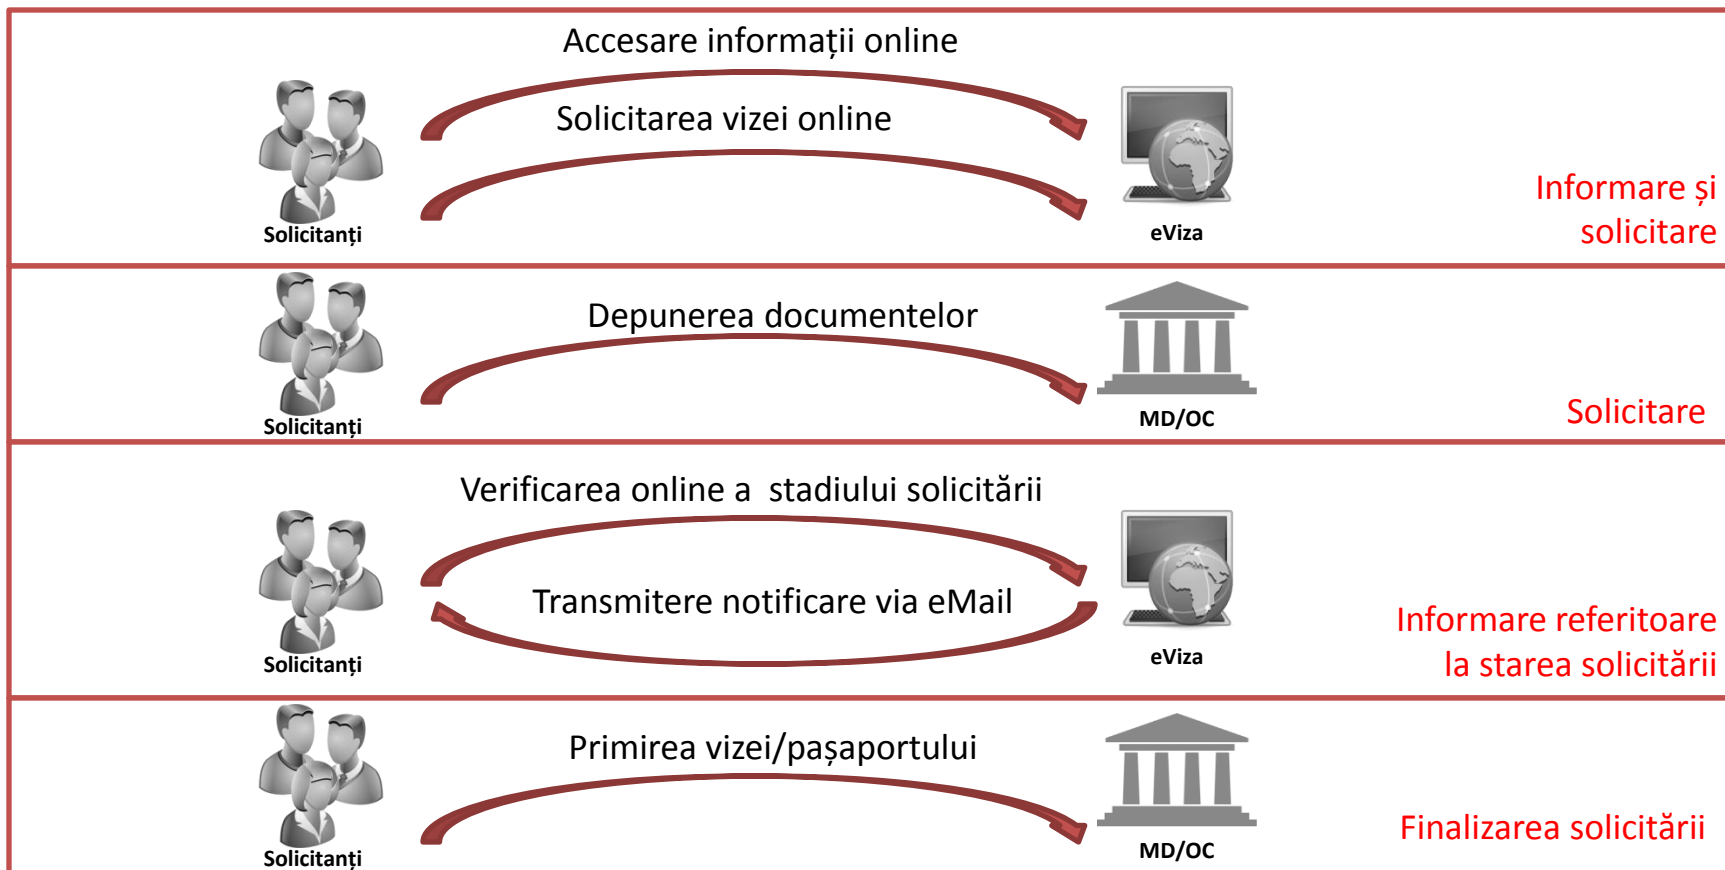 Accesare informații online
Solicitarea vizei online
Solicitanți
eViza
Informare și
solicitare
Depunerea documentelor
Solicitanți
MD/OC
Solicitare
Verificarea online a  stadiului solicitării
Transmitere notificare via eMail
Solicitanți
eViza
Informare referitoare
la starea solicitării
Primirea vizei/pașaportului
Solicitanți
MD/OC
Finalizarea solicitării